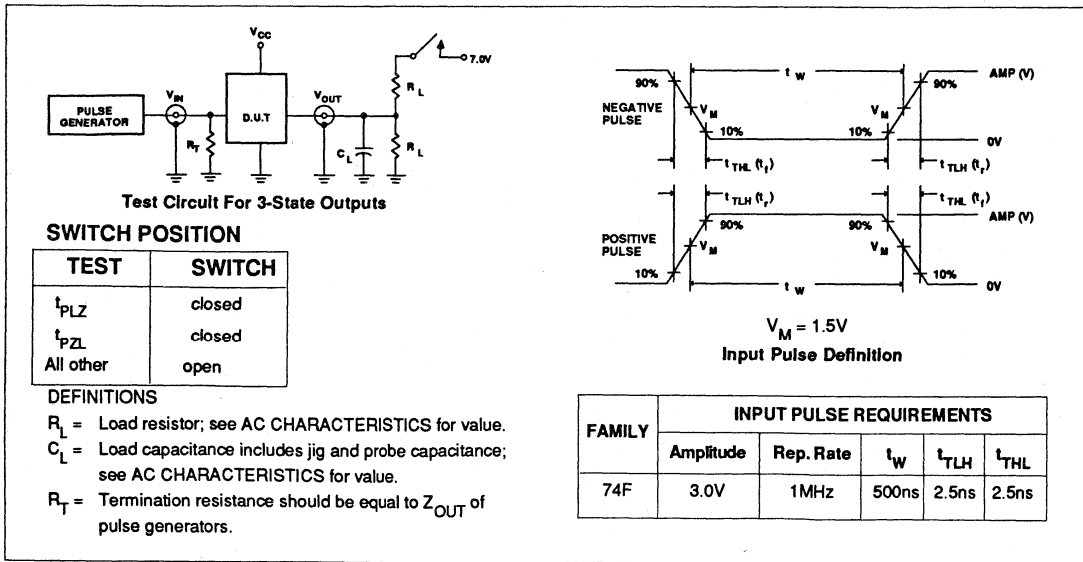 VCC
7.0V
RL
VIN
VOUT
PULSE GENERATOR
D.U.T
RT
CL
RL
Test Circuit For 3-State Outputs
SWITCH POSITION
TEST SWITCH
tPLZ closed
tPZL closed
All other open
DEFINITIONS
RL = Load resistor; see AC CHARACTERISTICS for value.
CL = Load capacitance includes jig and probe capacitance;
see AC CHARACTERISTICS for value.
RT = Termination resistance should be equal to ZOUT of
pulse generators.
tW
AMP (V)
90% 90%
NEGATIVE
PULSE
VM VM
10% 10%
0V
tTHL (tf) tTLH (tr)
tTLH (tr) tTHL (tf)
AMP (V)
90% 90%
POSITIVE
PULSE
VM VM
10% 10%
tW
0V
VM = 1.5V
Input Pulse Definition
FAMILY INPUT PULSE REQUIREMENTS
Amplitude Rep. Rate tW tTLH tTHL
74F 3.0V 1MHz 500ns 2.5ns 2.5ns